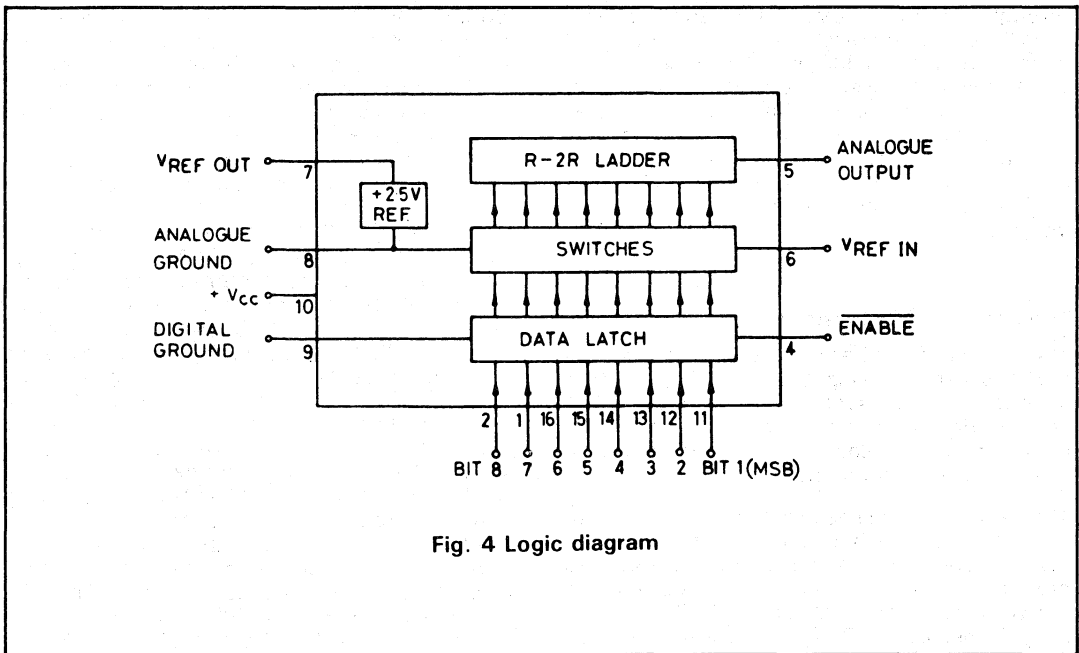 VREF OUT
7
+2.5V
REF.
ANALOGUE
GROUND
8
+ VCC
10
DIGITAL
GROUND
9
R-2R LADDER
SWITCHES
DATA LATCH
5
ANALOGUE
OUTPUT
6
VREF IN
4
ENABLE
2 1 16 15 14 13 12 11
BIT 8 7 6 5 4 3 2 BIT 1(MSB)
Fig. 4 Logic diagram